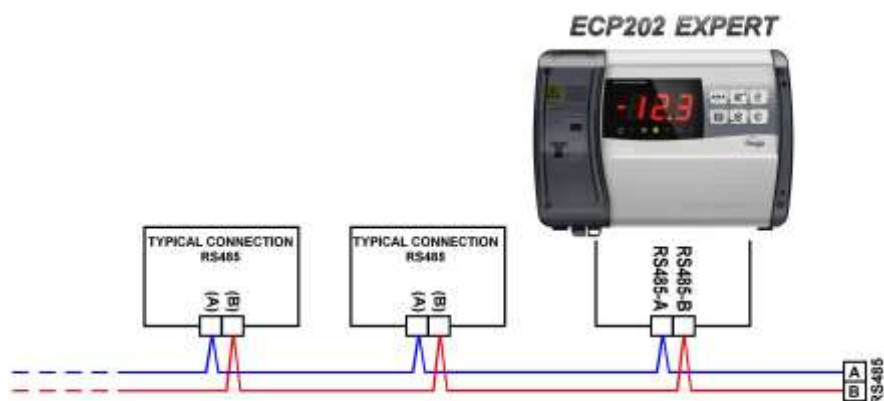 ECP202 EXPERT
-12.3
TYPICAL CONNECTION
RS485
(A)
(B)
TYPICAL CONNECTION
RS485
(A)
(B)
RS485-A
RS485-B
A
B
RS485